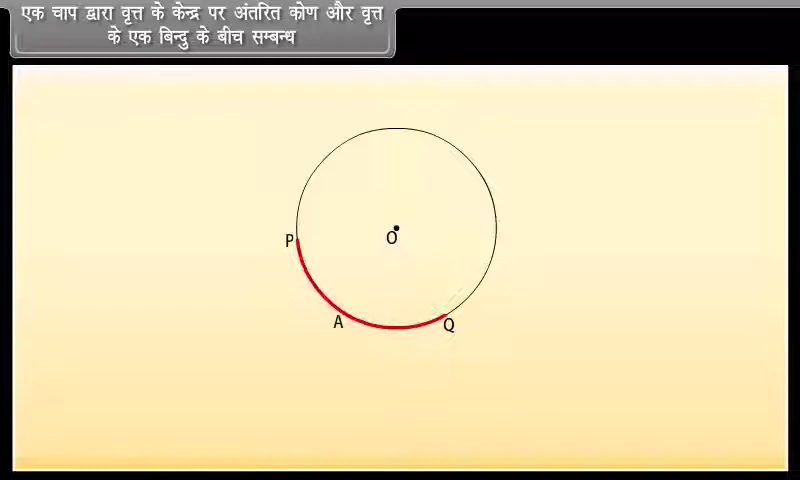 एक चाप द्वारा वृत्त के केन्द्र पर अंतरित कोण और वृत्त
के एक बिन्दु के बीच सम्बन्ध
O
P
A
Q